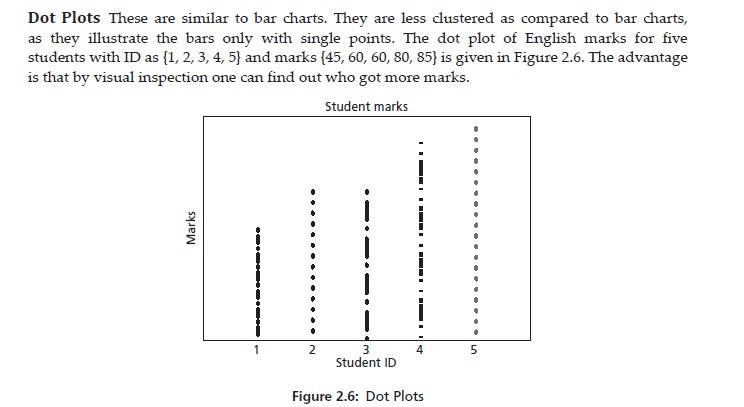 Dot Plots These are similar to bar charts. They are less clustered as compared to bar charts,
as they illustrate the bars only with single points. The dot plot of English marks for five
students with ID as {1, 2, 3, 4, 5} and marks {45, 60, 60, 80, 85} is given in Figure 2.6. The advantage
is that by visual inspection one can find out who got more marks.
Student marks
Marks
1 2 3 4 5
Student ID
Figure 2.6: Dot Plots